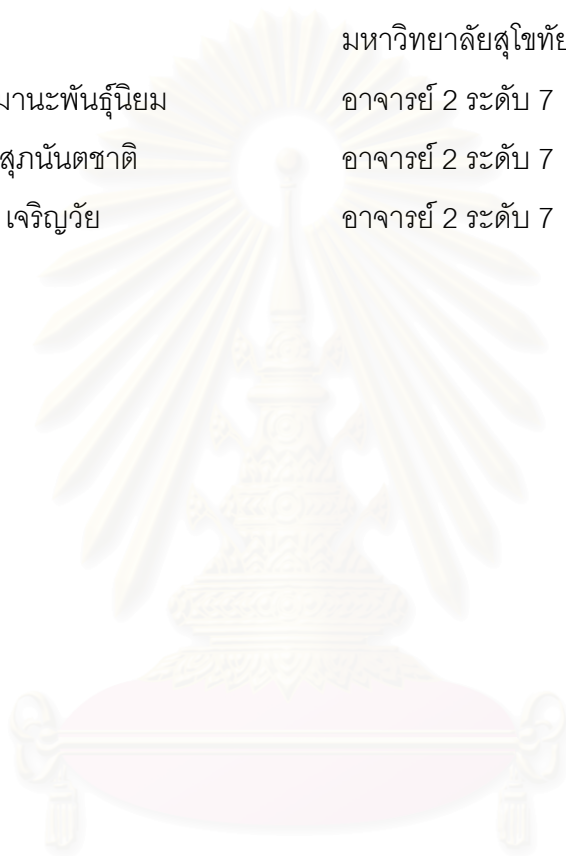 มหาวิทยาลัยสุโขทัย
มานะพันธุ์นิยม อาจารย์ 2 ระดับ 7
สุภนันตชาติ อาจารย์ 2 ระดับ 7
เจริญวัย อาจารย์ 2 ระดับ 7